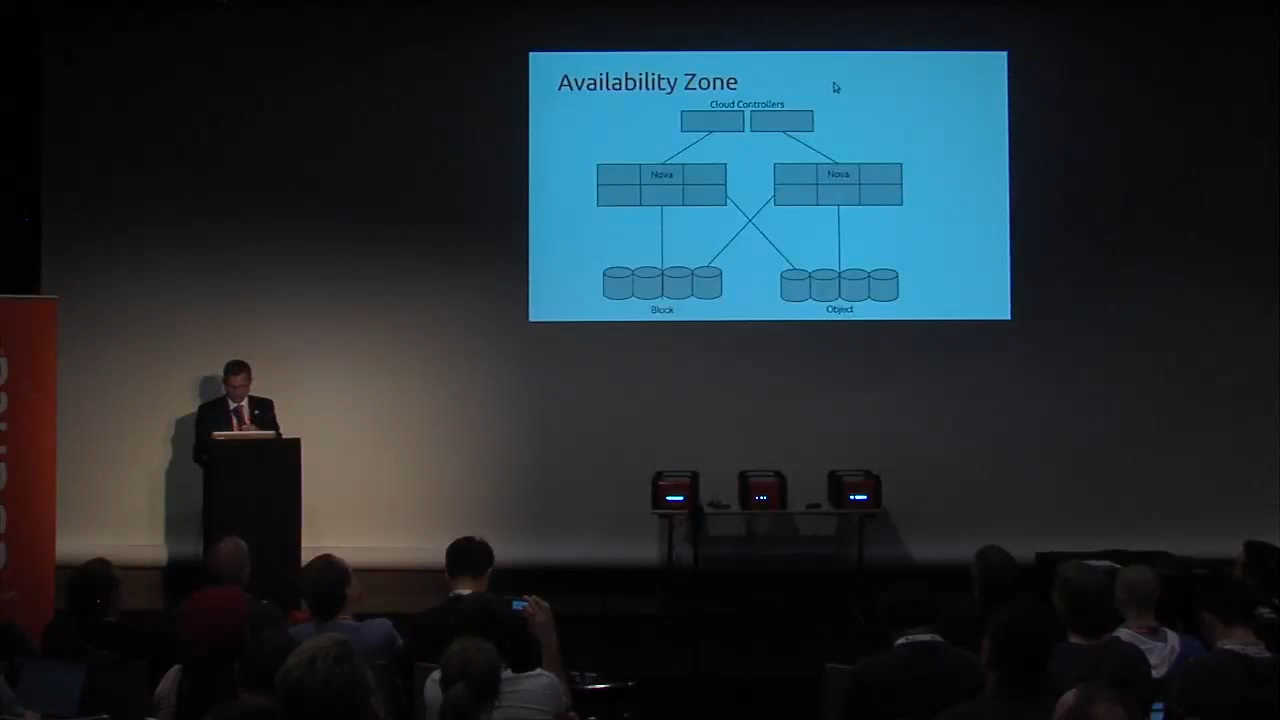 Availability Zone
Cloud Controllers
Nova
Nova
Block
Object